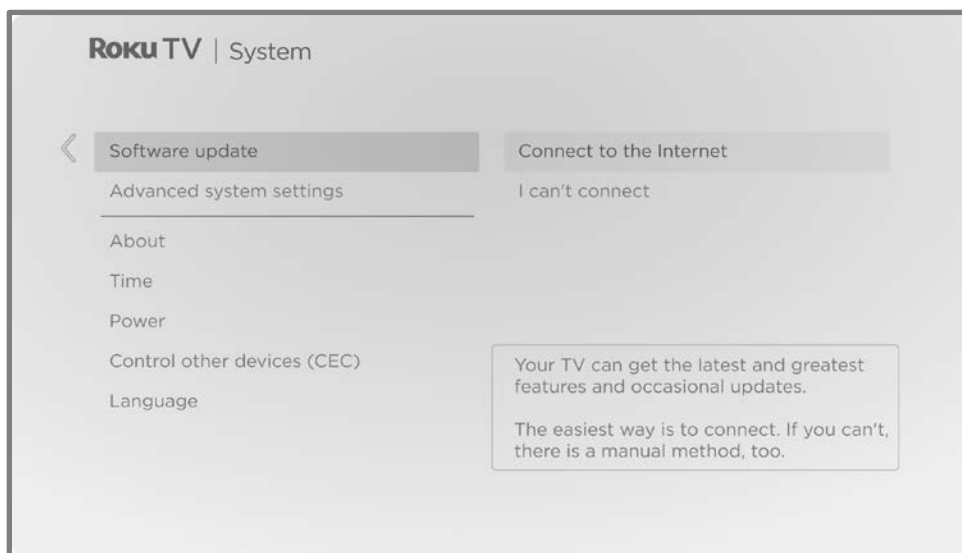 Roku TV | System
Software update
Advanced system settings
About
Time
Power
Control other devices (CEC)
Language
Connect to the Internet
I can't connect
Your TV can get the latest and greatest
features and occasional updates.
The easiest way is to connect. If you can't,
there is a manual method, too.